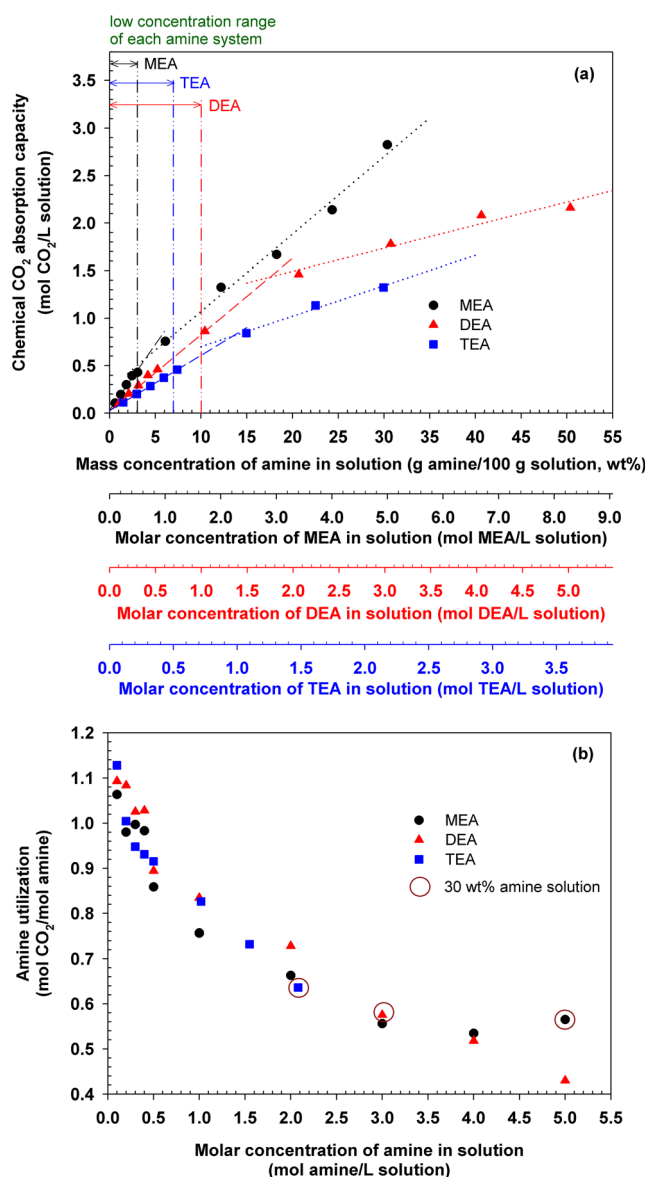 low concentration range
of each amine system
MEA
TEA
DEA
(a)
Chemical CO2 absorption capacity
(mol CO2/L solution)
3.5
3.0
2.5
2.0
1.5
1.0
0.5
0.0
MEA
DEA
TEA
0 5 10 15 20 25 30 35 40 45 50 55
Mass concentration of amine in solution (g amine/100 g solution, wt%)
0.0 1.0 2.0 3.0 4.0 5.0 6.0 7.0 8.0 9.0
Molar concentration of MEA in solution (mol MEA/L solution)
0.0 0.5 1.0 1.5 2.0 2.5 3.0 3.5 4.0 4.5 5.0
Molar concentration of DEA in solution (mol DEA/L solution)
0.0 0.5 1.0 1.5 2.0 2.5 3.0 3.5
Molar concentration of TEA in solution (mol TEA/L solution)
(b)
Amine utilization
(mol CO2/mol amine)
1.2
1.1
1.0
0.9
0.8
0.7
0.6
0.5
0.4
MEA
DEA
TEA
30 wt% amine solution
0.0 0.5 1.0 1.5 2.0 2.5 3.0 3.5 4.0 4.5 5.0
Molar concentration of amine in solution
(mol amine/L solution)